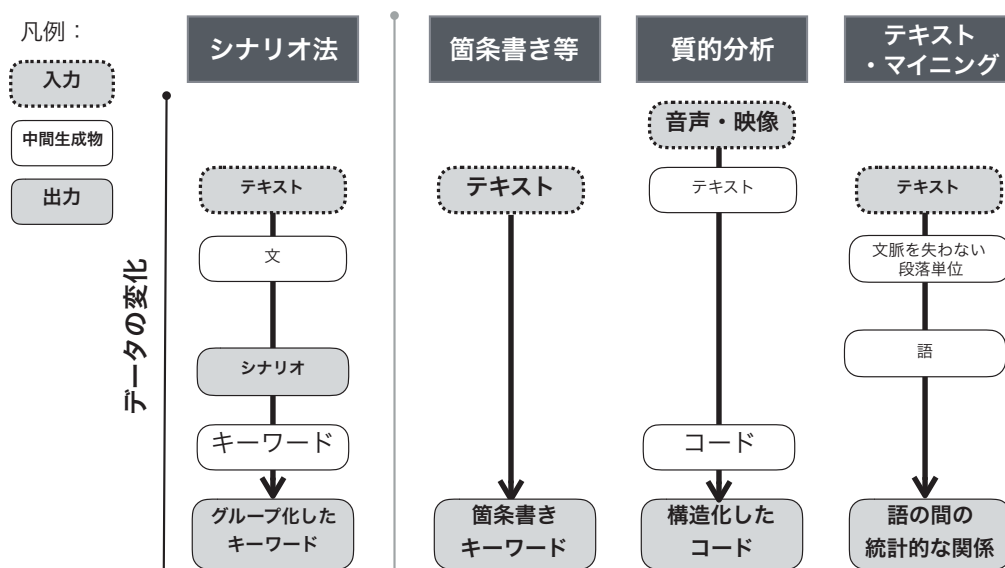 凡例：
入力
中間生成物
出力
データの変化
シナリオ法
テキスト
文
シナリオ
キーワード
グループ化した
キーワード
箇条書き等
テキスト
箇条書き
キーワード
質的分析
音声・映像
テキスト
コード
構造化した
コード
テキスト
・マイニング
テキスト
文脈を失わない
段落単位
語
語の間の
統計的な関係